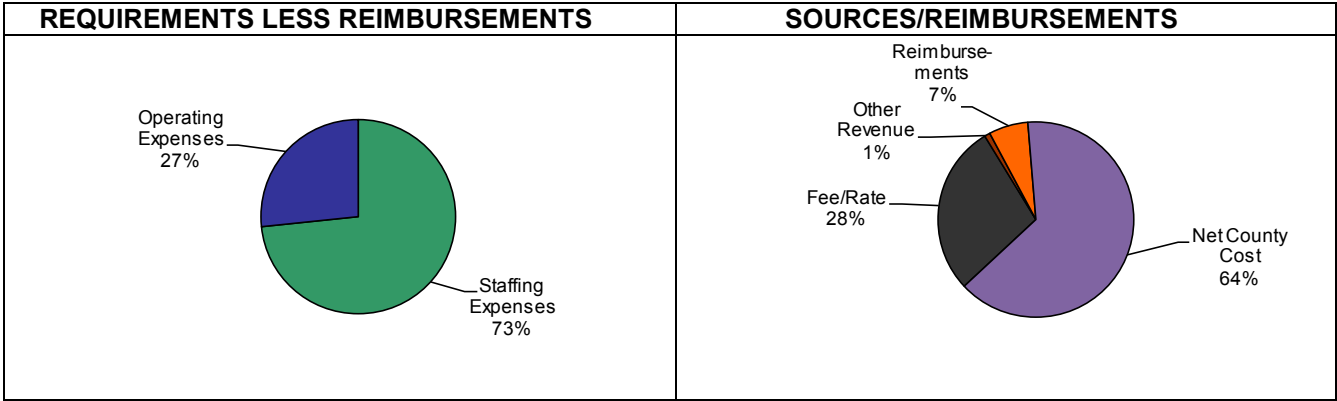 REQUIREMENTS LESS REIMBURSEMENTS
Operating
Expenses
27%
Staffing
Expenses
73%
SOURCES/REIMBURSEMENTS
Reimburse-
ments
7%
Other
Revenue
1%
Fee/Rate
28%
Net County
Cost
64%